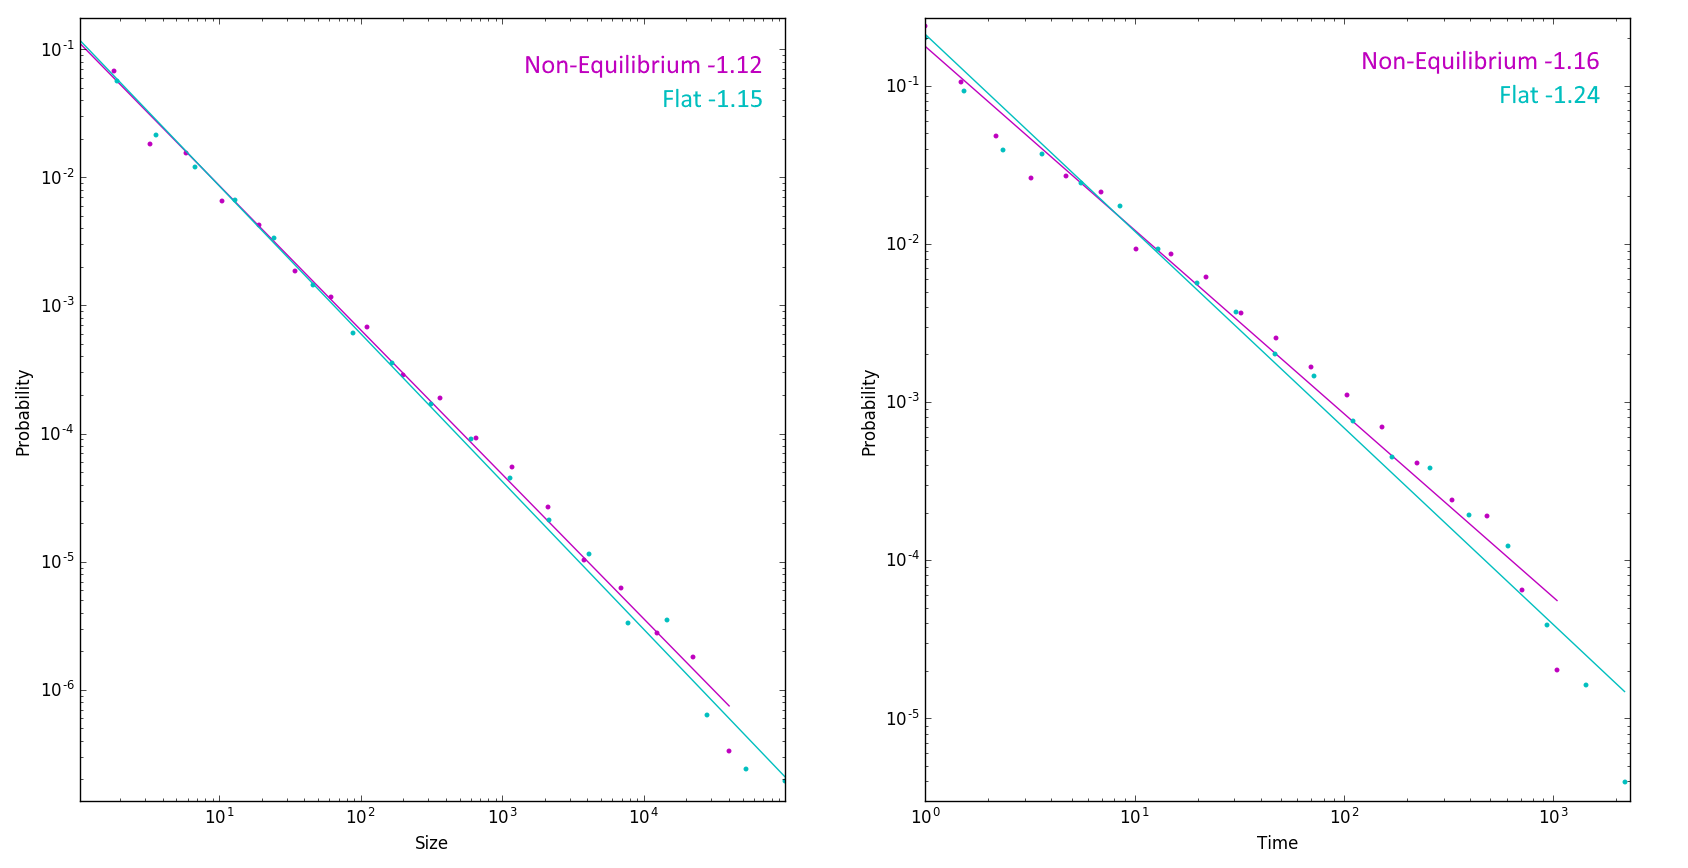 Non-Equilibrium -1.12
Flat -1.15
10^-1
10^-2
10^-3
10^-4
10^-5
10^-6
Probability
10^1
10^2
10^3
10^4
Size
Non-Equilibrium -1.16
Flat -1.24
10^-1
10^-2
10^-3
10^-4
10^-5
Probability
10^0
10^1
10^2
10^3
Time